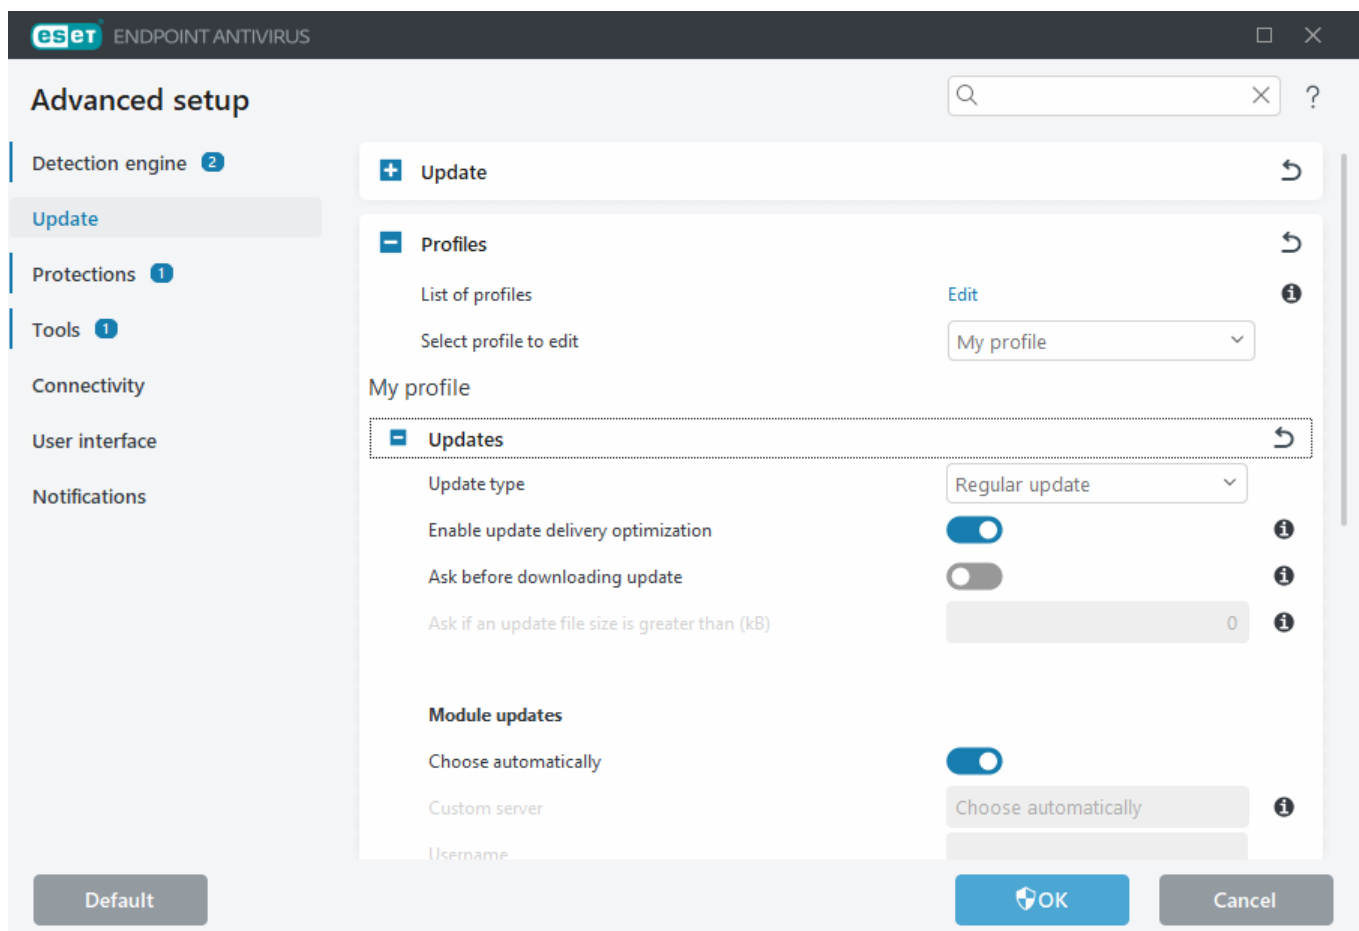 eset ENDPOINT ANTIVIRUS
Advanced setup
?
Detection engine 2
Update
Protections 1
Tools 1
Connectivity
User interface
Notifications
Update
Profiles
List of profiles Edit
Select profile to edit My profile
My profile
Updates
Update type Regular update
Enable update delivery optimization
Ask before downloading update
Ask if an update file size is greater than (kB) 0
Module updates
Choose automatically
Custom server Choose automatically
Username
Default OK Cancel